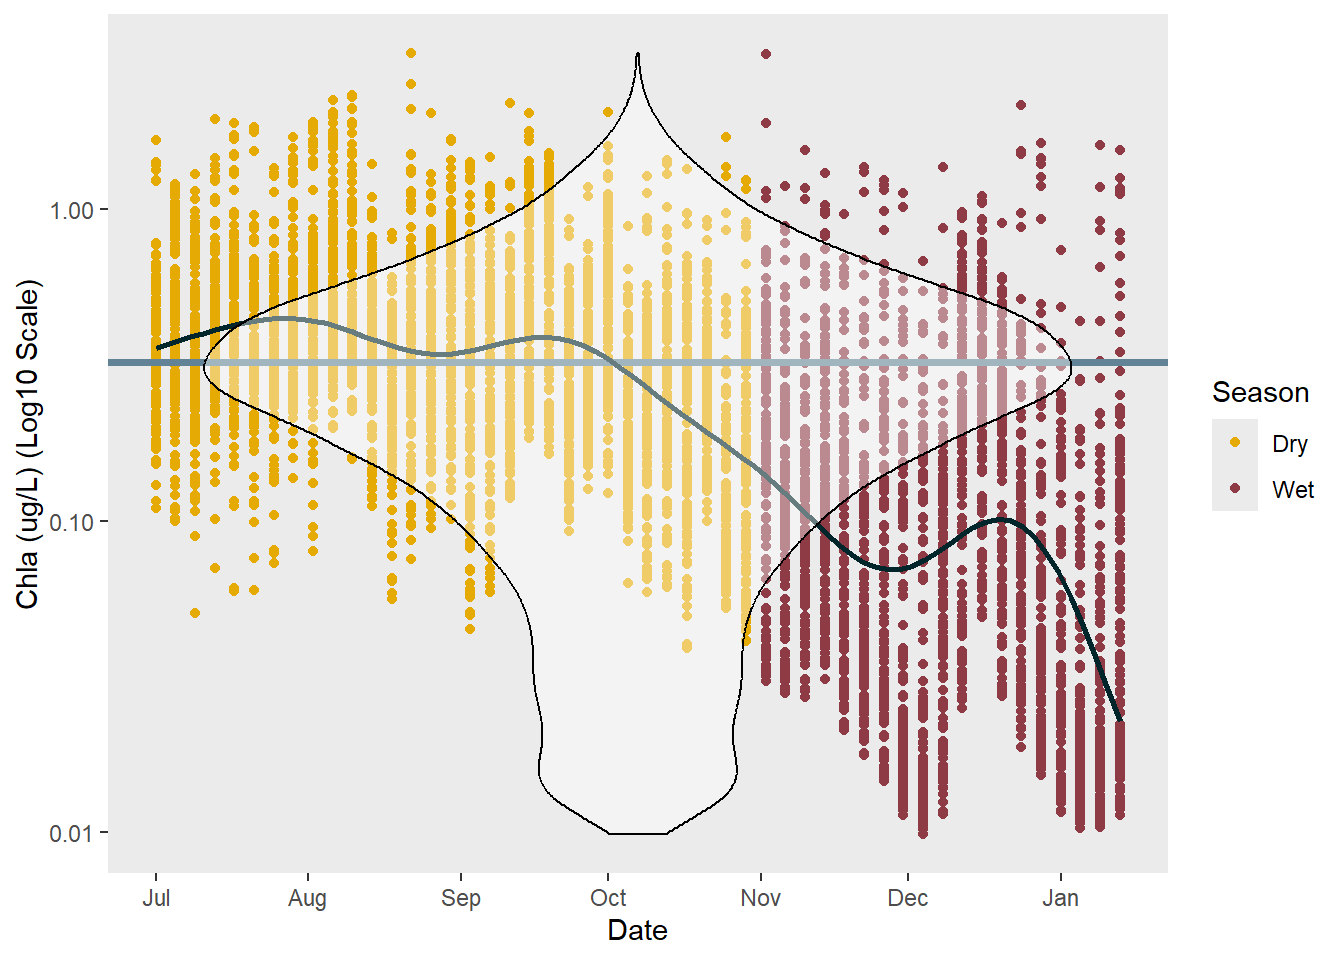 Chla (ug/L) (Log10 Scale)
1.00
0.10
0.01
Jul Aug Sep Oct Nov Dec Jan
Date
Season
Dry
Wet